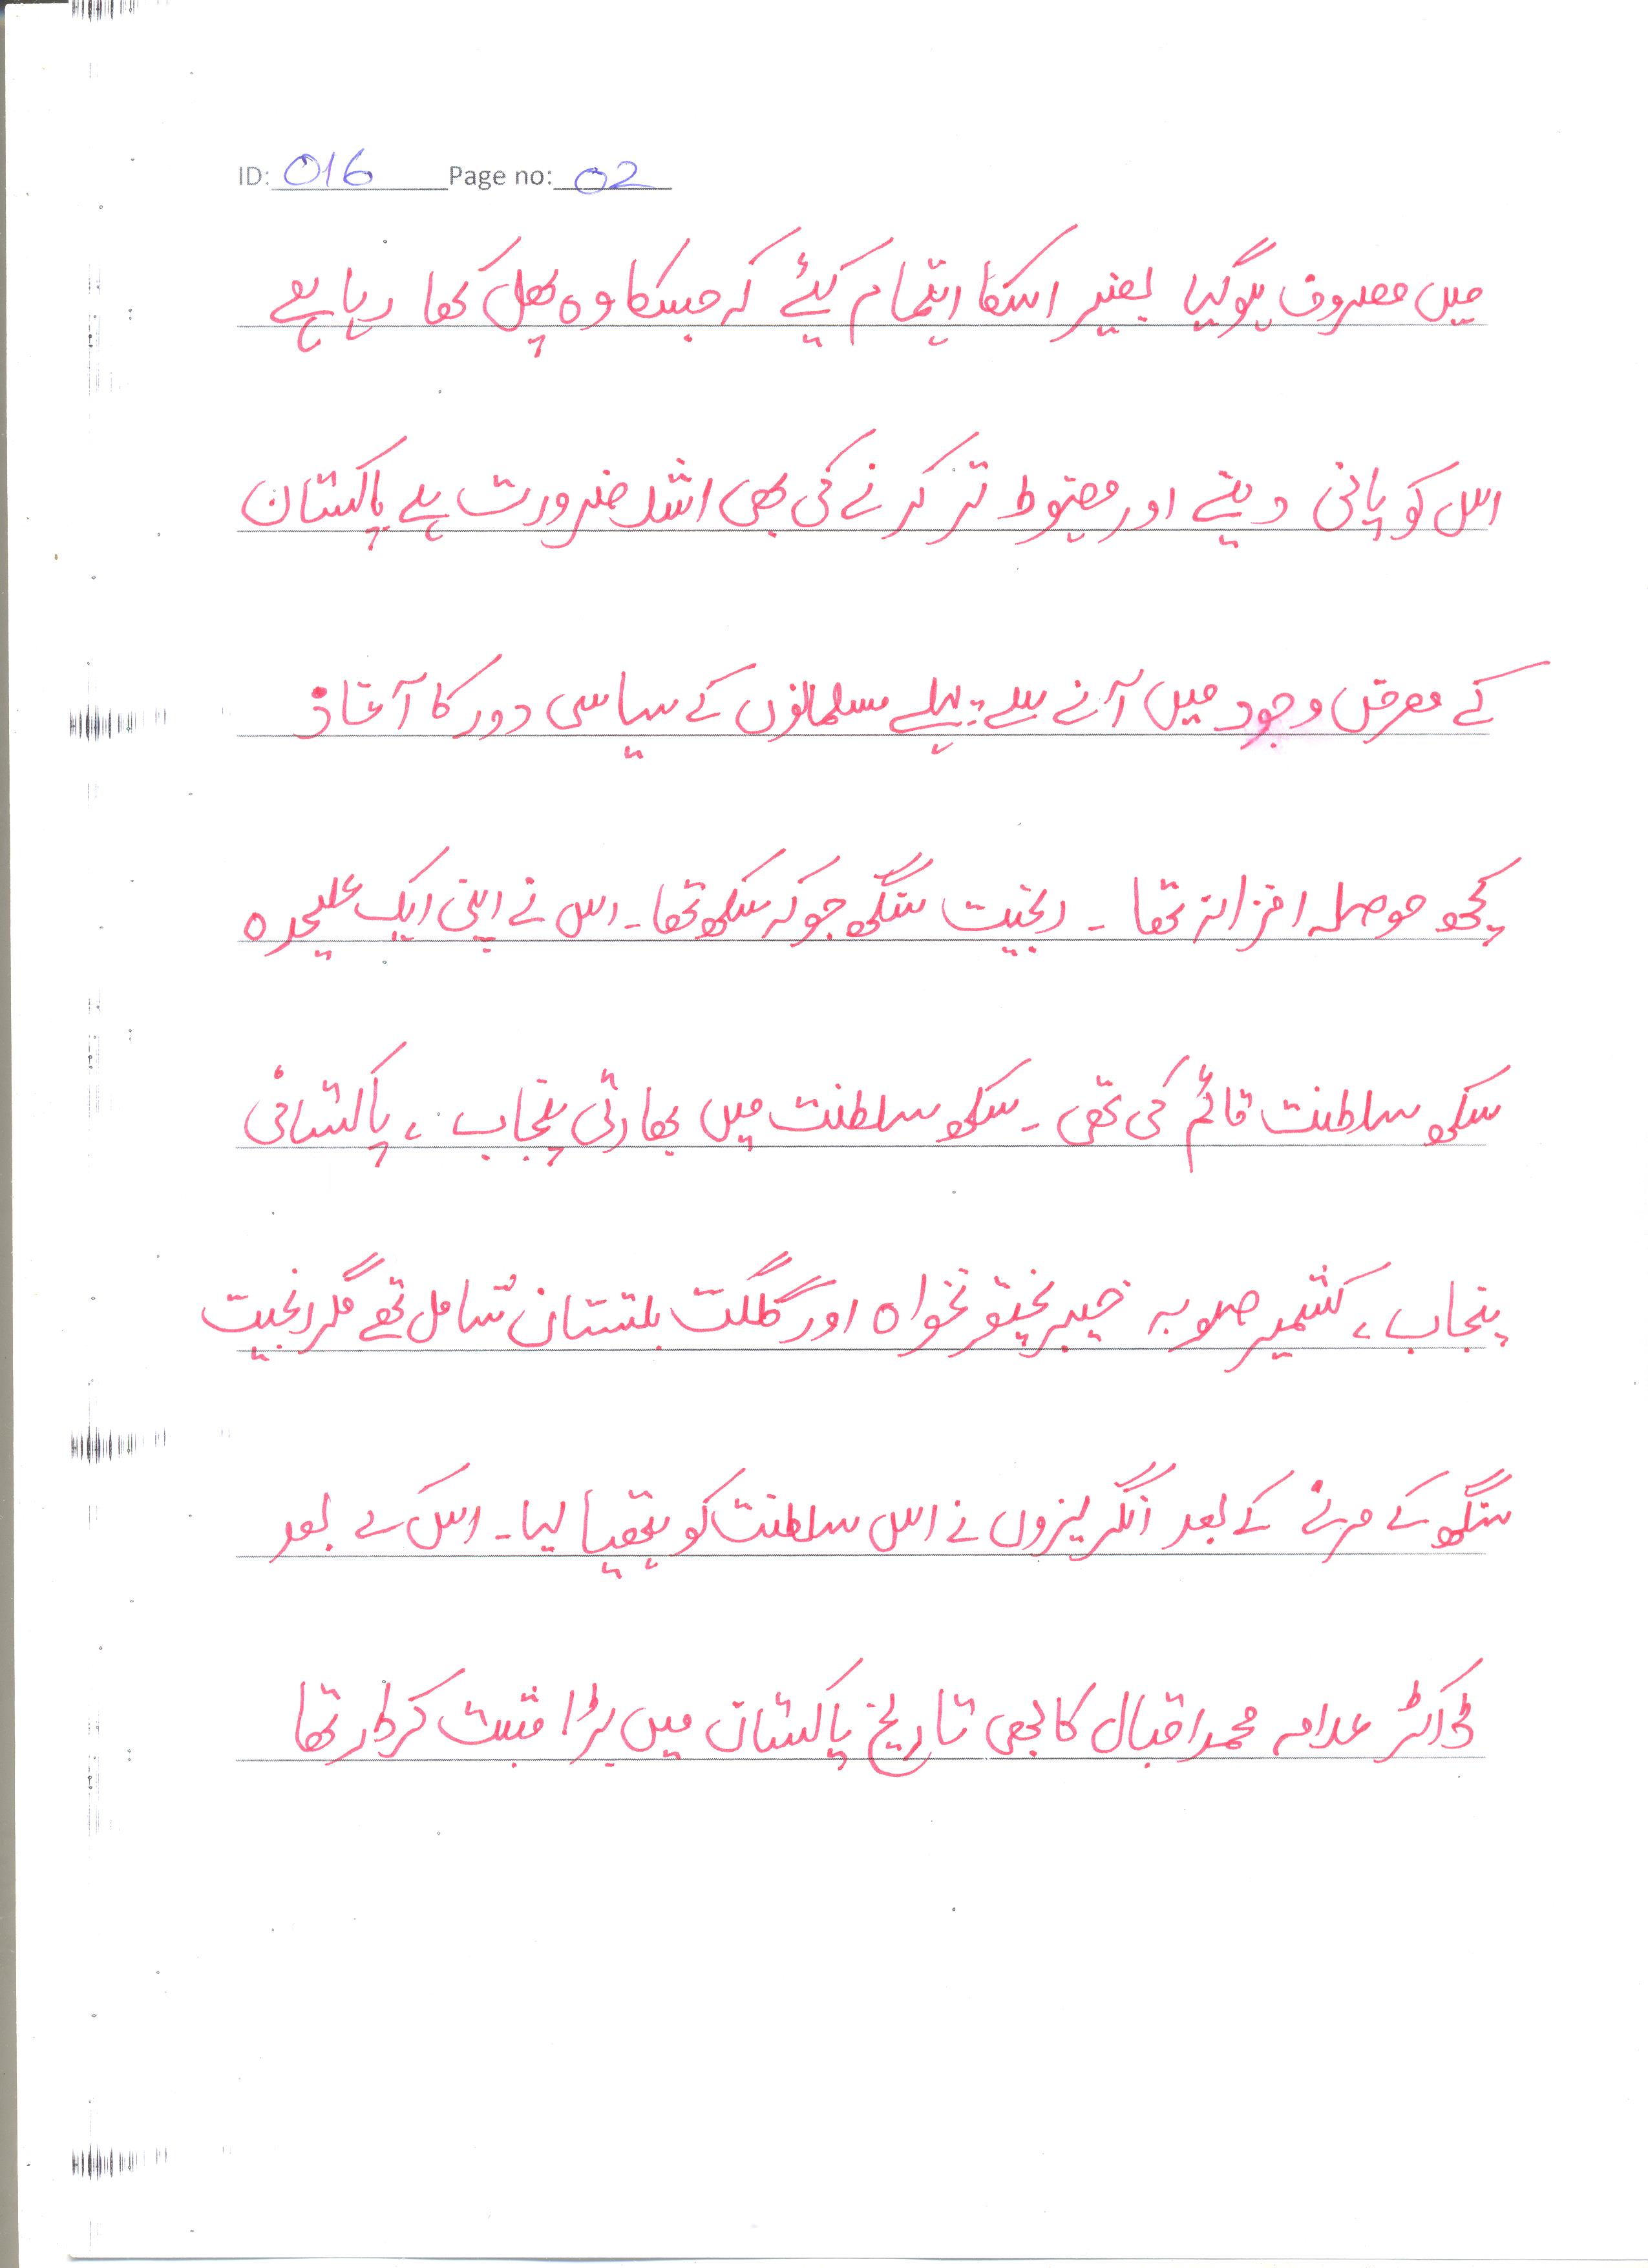 ID: 016 Page no: 02
میں مصروف ہوگیا بغیر اسکا اہتمام کیئے کہ جسکا وہ پھل کھا رہا ہے
اس کو پانی دینے اور مضبوط تر کرنے کی بھی اشد ضرورت ہے پاکستان
کے معرض وجود میں آنے سے پہلے مسلمانوں کے سیاسی دور کا آغاز
کچھ حوصلہ افزا نہ تھا ۔ رنجیت سنگھ جو کہ سکھ تھا۔ اس نے اپنی ایک علیحدہ
سکھ سلطنت قائم کی تھی ۔ سکھ سلطنت میں بھارتی پنجاب ، پاکستانی
پنجاب، کشمیر صوبہ خیبر پختونخواہ اور گلگت بلتستان شامل تھے مگر رنجیت
سنگھ کے مرنے کے بعد انگریزوں نے اس سلطنت کو ہتھیا لیا۔ اس کے بعد
ڈاکٹر علامہ محمد اقبال کا بھی تاریخ پاکستان میں بڑا مثبت کردار تھا